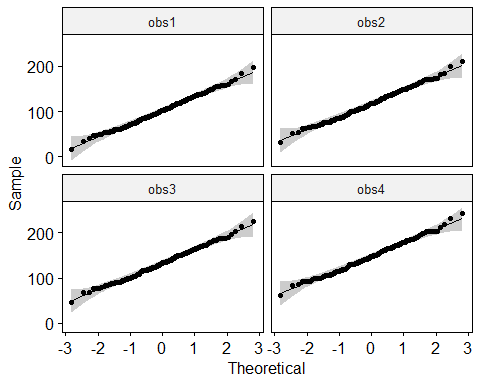 obs1
obs2
200
100
0
obs3
obs4
200
100
0
Sample
-3 -2 -1 0 1 2 3
-3 -2 -1 0 1 2 3
Theoretical